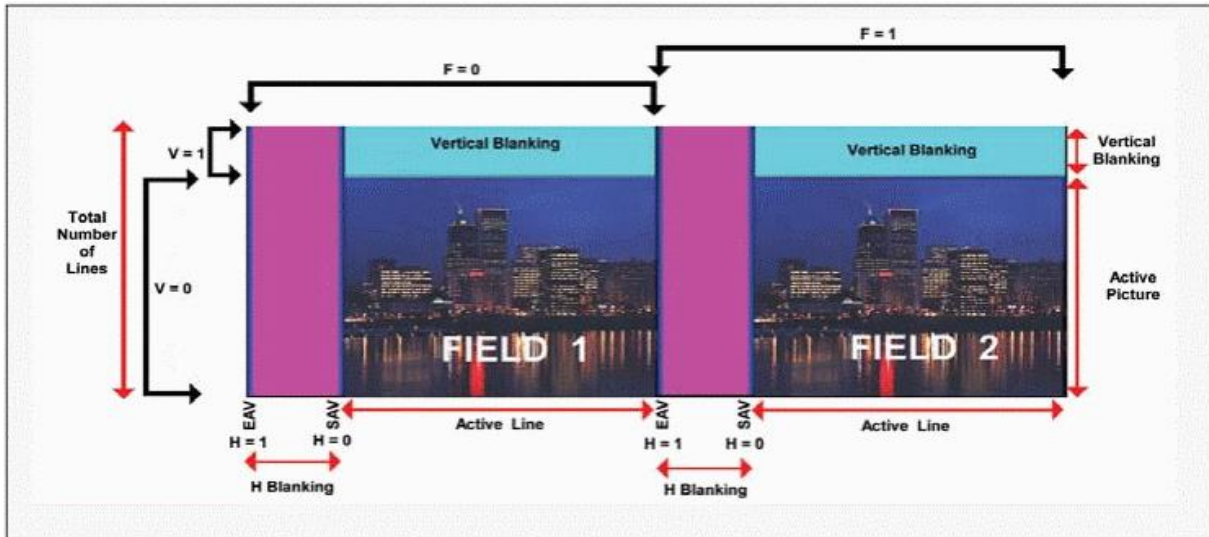 F = 1
F = 0
V = 1
Vertical Blanking
Vertical Blanking
Vertical
Blanking
Total
Number
of
Lines
V = 0
Active
Picture
FIELD 1
FIELD 2
EAV
H = 1
SAV
H = 0
Active Line
EAV
H = 1
SAV
H = 0
Active Line
H Blanking
H Blanking